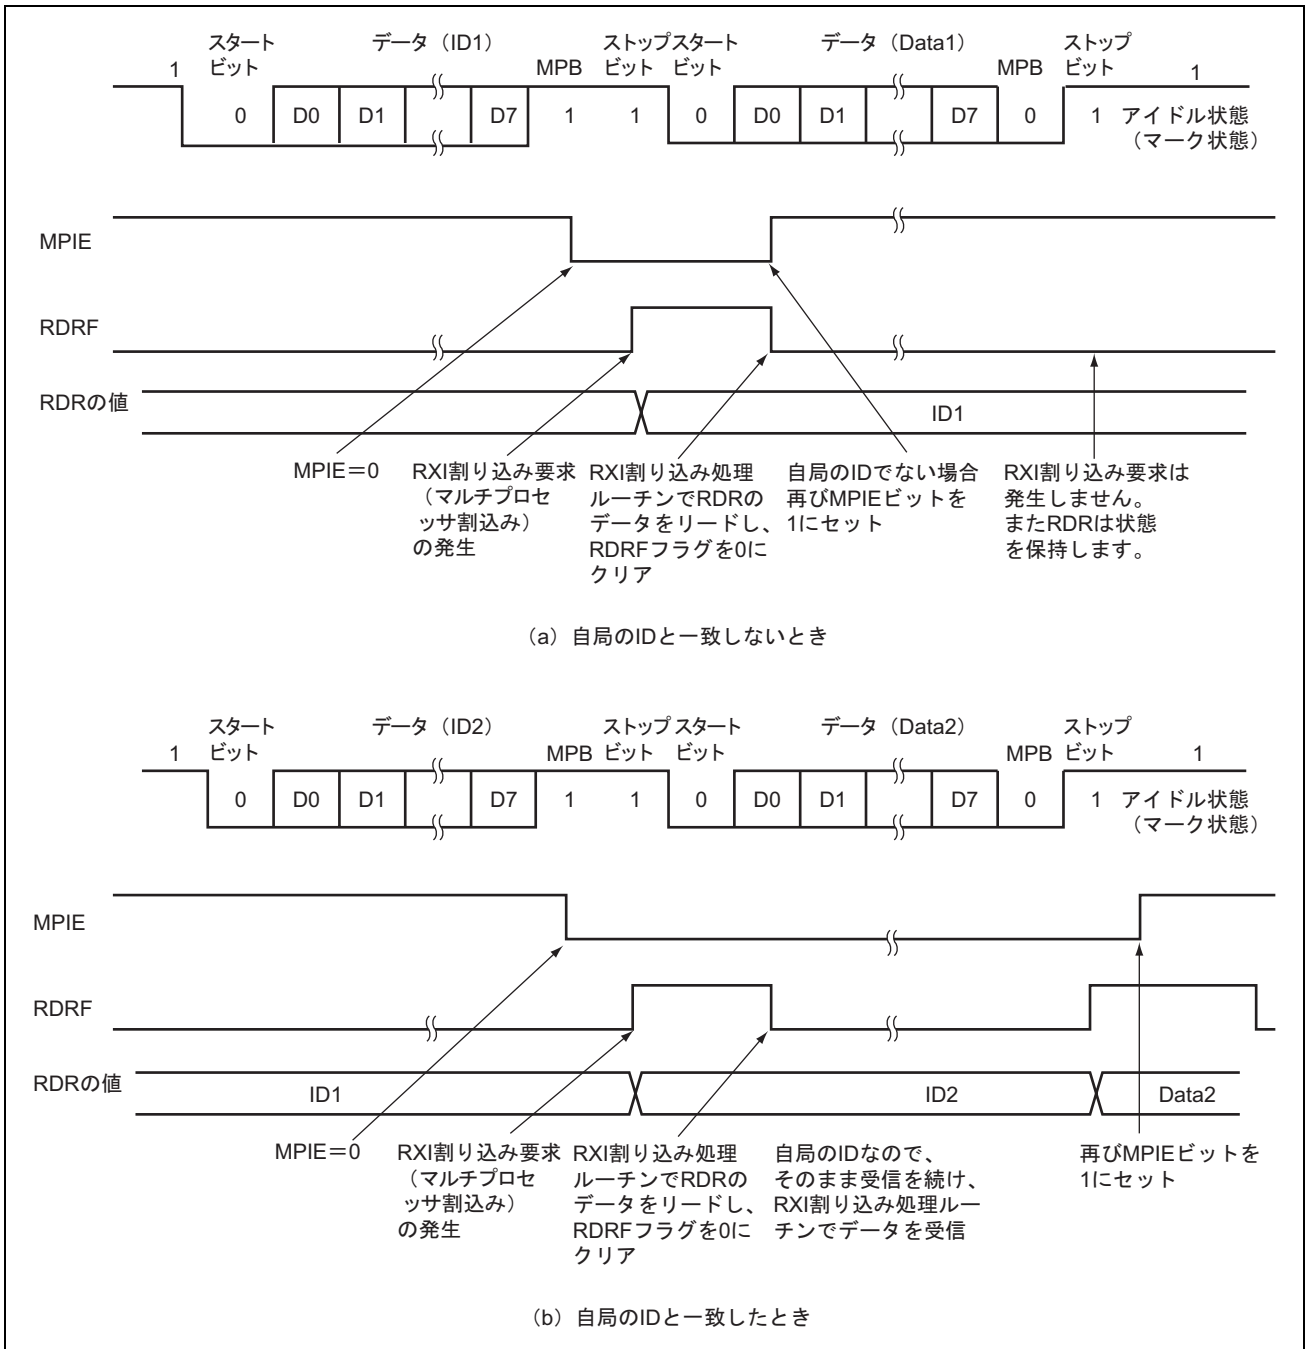 スタート データ（ID1） ストップスタート データ（Data1） ストップ
1 ビット MPB ビット ビット MPB ビット 1
0 D0 D1 D7 1 1 0 D0 D1 D7 0 1 アイドル状態
（マーク状態）
MPIE
RDRF
RDRの値
ID1
MPIE＝0
RXI割り込み要求
（マルチプロセ
ッサ割込み）
の発生
RXI割り込み処理
ルーチンでRDRの
データをリードし、
RDRFフラグを0に
クリア
自局のIDでない場合
再びMPIEビットを
1にセット
RXI割り込み要求は
発生しません。
またRDRは状態
を保持します。
（a）自局のIDと一致しないとき
スタート データ（ID2） ストップ スタート データ（Data2） ストップ
1 ビット MPB ビット ビット MPB ビット 1
0 D0 D1 D7 1 1 0 D0 D1 D7 0 1 アイドル状態
（マーク状態）
MPIE
RDRF
RDRの値
ID1 ID2 Data2
MPIE＝0
RXI割り込み要求
（マルチプロセ
ッサ割込み）
の発生
RXI割り込み処理
ルーチンでRDRの
データをリードし、
RDRFフラグを0に
クリア
自局のIDなので、
そのまま受信を続け、
RXI割り込み処理ルー
チンでデータを受信
再びMPIEビットを
1にセット
（b）自局のIDと一致したとき